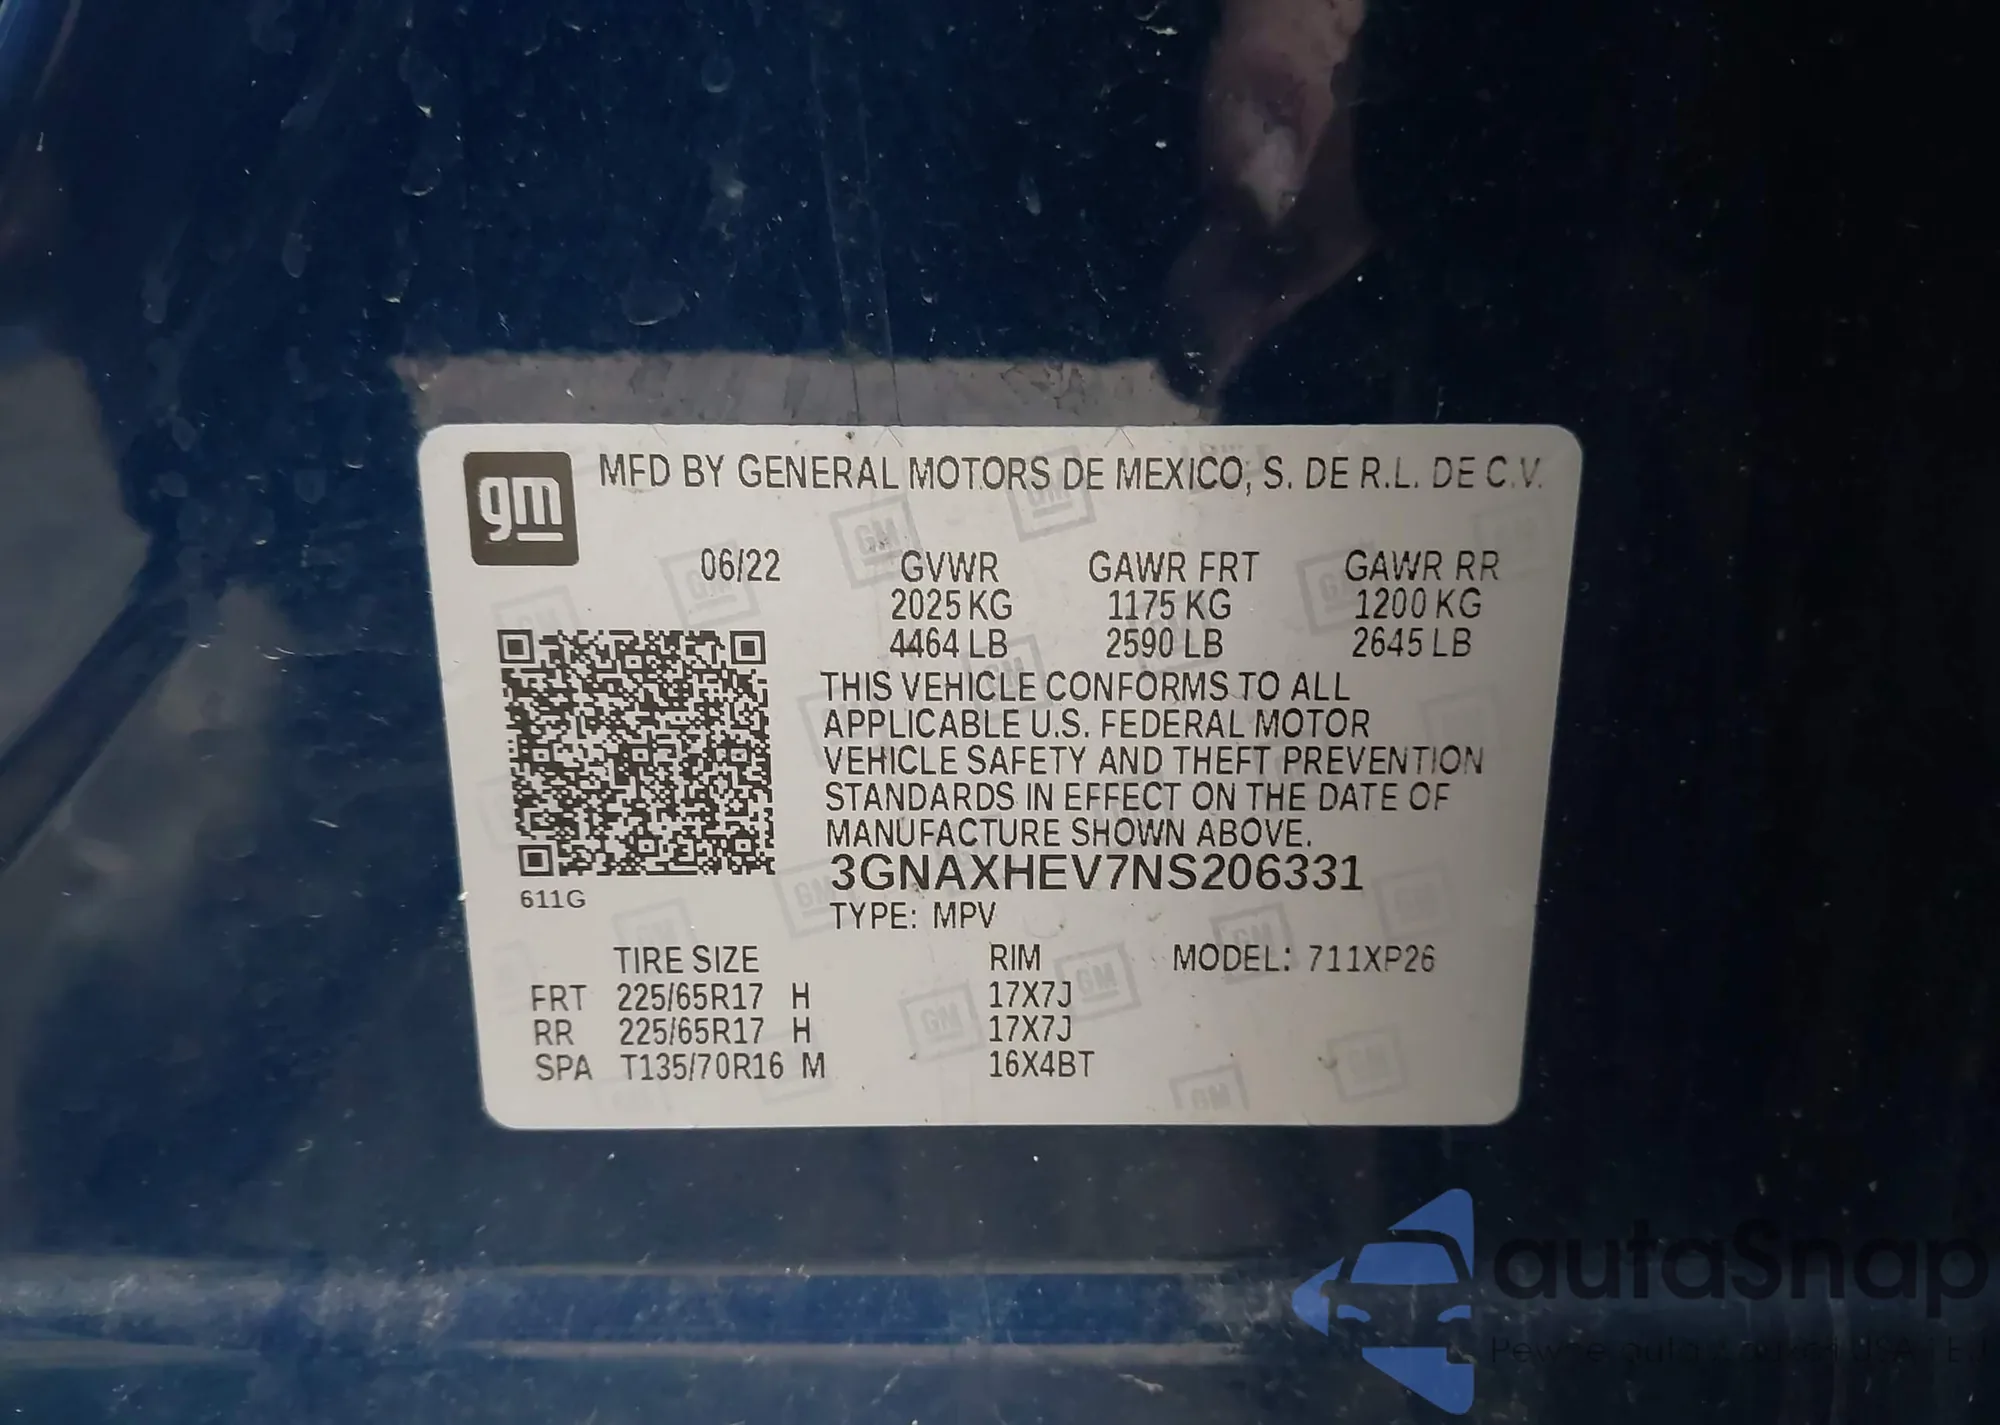 gm MFD BY GENERAL MOTORS DE MEXICO, S. DE R.L. DE C.V.
06/22 GVWR GAWR FRT GAWR RR
2025 KG 1175 KG 1200 KG
4464 LB 2590 LB 2645 LB
THIS VEHICLE CONFORMS TO ALL
APPLICABLE U.S. FEDERAL MOTOR
VEHICLE SAFETY AND THEFT PREVENTION
STANDARDS IN EFFECT ON THE DATE OF
MANUFACTURE SHOWN ABOVE.
3GNAXHEV7NS206331
611G
TYPE: MPV
TIRE SIZE RIM MODEL: 711XP26
FRT 225/65R17 H 17X7J
RR 225/65R17 H 17X7J
SPA T135/70R16 M 16X4BT
autaSnap